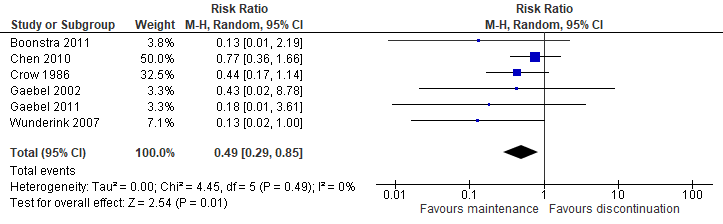 Risk Ratio Risk Ratio
Study or Subgroup Weight M-H, Random, 95% CI M-H, Random, 95% CI
Boonstra 2011 3.8% 0.13 [0.01, 2.19]
Chen 2010 50.0% 0.77 [0.36, 1.66]
Crow 1986 32.5% 0.44 [0.17, 1.14]
Gaebel 2002 3.3% 0.43 [0.02, 8.78]
Gaebel 2011 3.3% 0.18 [0.01, 3.61]
Wunderink 2007 7.1% 0.13 [0.02, 1.00]
Total (95% CI) 100.0% 0.49 [0.29, 0.85]
Total events
Heterogeneity: Tau² = 0.00; Chi² = 4.45, df = 5 (P = 0.49); I² = 0%
Test for overall effect: Z = 2.54 (P = 0.01)
0.01 0.1 1 10 100
Favours maintenance Favours discontinuation